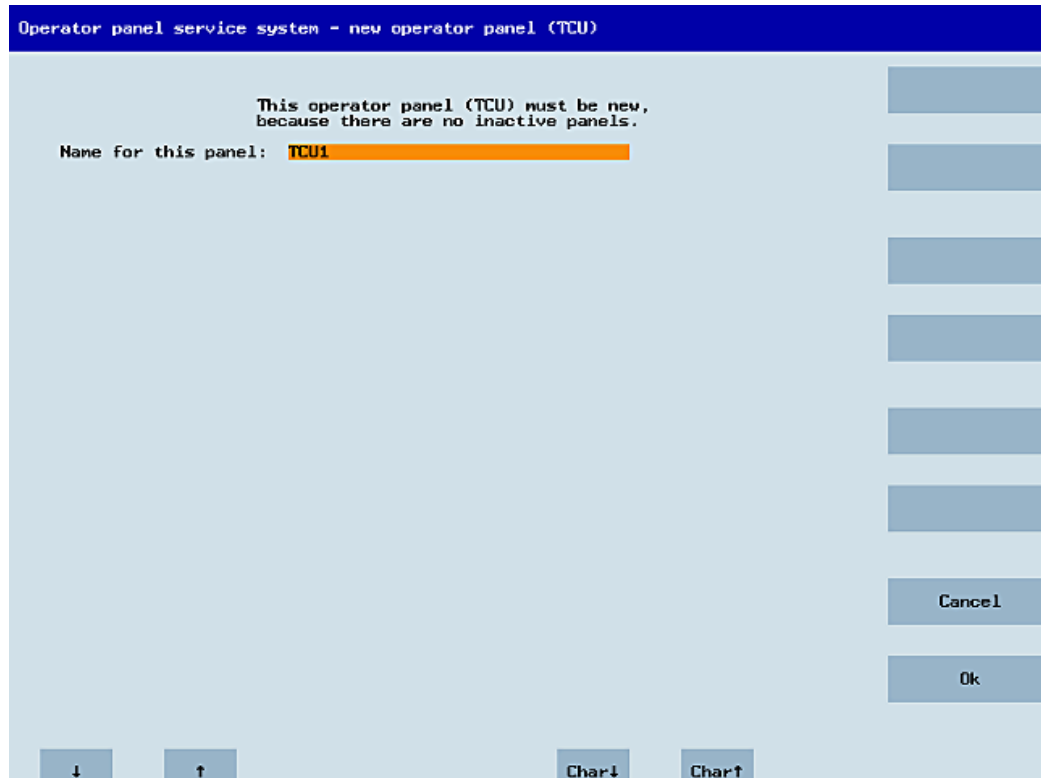 Operator panel service system - new operator panel (TCU)
This operator panel (TCU) must be new,
because there are no inactive panels.
Name for this panel: TCU1
Cancel
Ok
↓ ↑ Char↓ Char↑